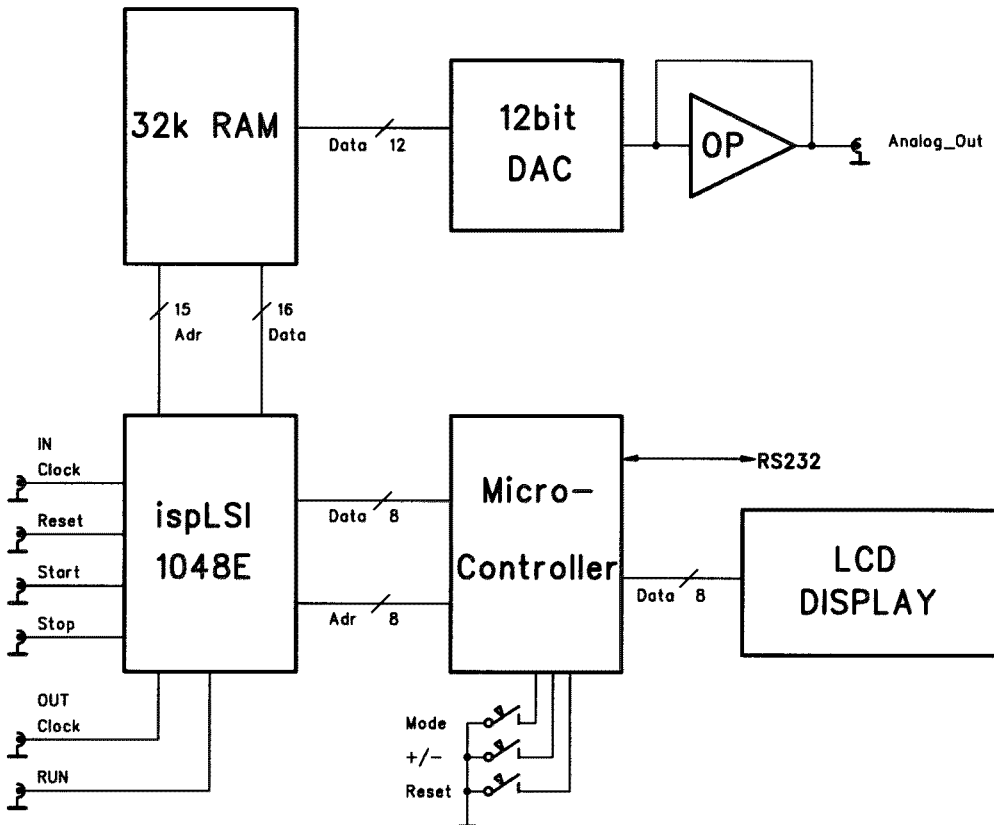 32k RAM
Data 12
12bit
DAC
OP
Analog_Out
15
Adr
16
Data
IN
Clock
Reset
Start
Stop
ispLSI
1048E
Data 8
Adr 8
Micro-
Controller
RS232
Data 8
LCD
DISPLAY
OUT
Clock
RUN
Mode
+/-
Reset